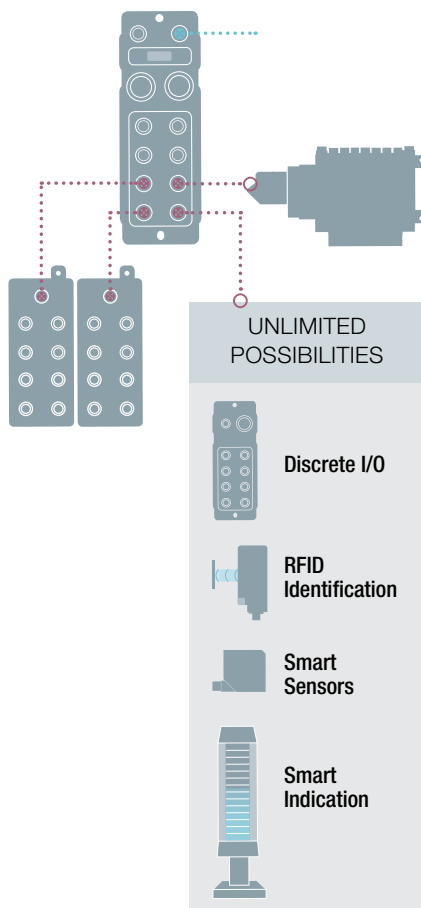 UNLIMITED
POSSIBILITIES
Discrete I/O
RFID
Identification
Smart
Sensors
Smart
Indication